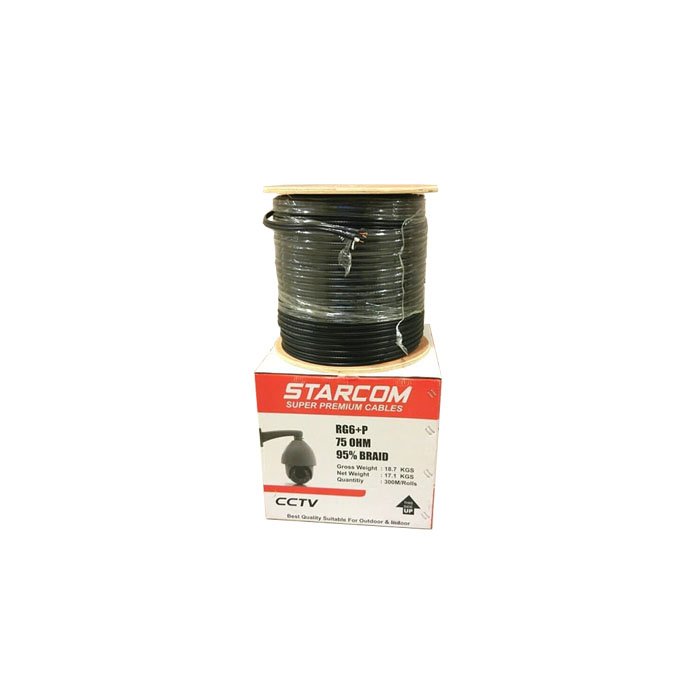 STARCOM
SUPER PREMIUM CABLES
RG6+P
75 OHM
95% BRAID
Gross Weight : 18.7 KGS
Net Weight : 17.1 KGS
Quantitiy : 300M/Rolls
CCTV
UP
Best Quality Suitable For Outdoor & Indoor